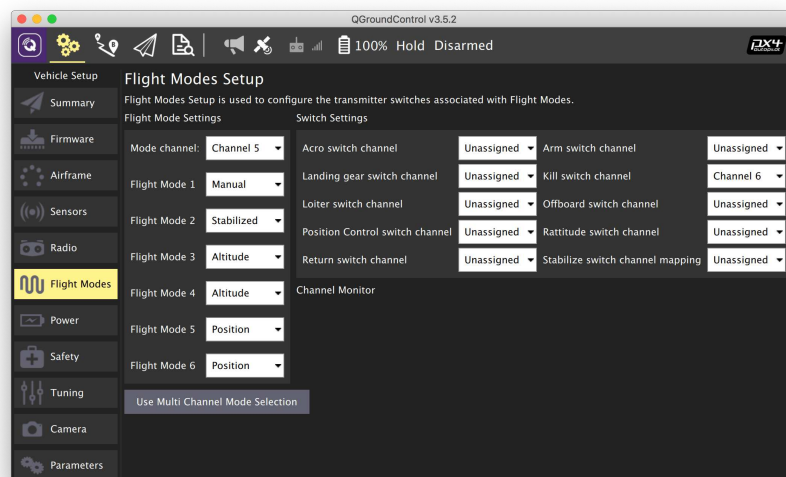 QGroundControl v3.5.2
100% Hold Disarmed
PX4
autopilot
Vehicle Setup
Summary
Firmware
Airframe
Sensors
Radio
Flight Modes
Power
Safety
Tuning
Camera
Parameters
Flight Modes Setup
Flight Modes Setup is used to configure the transmitter switches associated with Flight Modes.
Flight Mode Settings
Mode channel: Channel 5
Flight Mode 1 Manual
Flight Mode 2 Stabilized
Flight Mode 3 Altitude
Flight Mode 4 Altitude
Flight Mode 5 Position
Flight Mode 6 Position
Use Multi Channel Mode Selection
Switch Settings
Acro switch channel Unassigned Arm switch channel Unassigned
Landing gear switch channel Unassigned Kill switch channel Channel 6
Loiter switch channel Unassigned Offboard switch channel Unassigned
Position Control switch channel Unassigned Rattitude switch channel Unassigned
Return switch channel Unassigned Stabilize switch channel mapping Unassigned
Channel Monitor